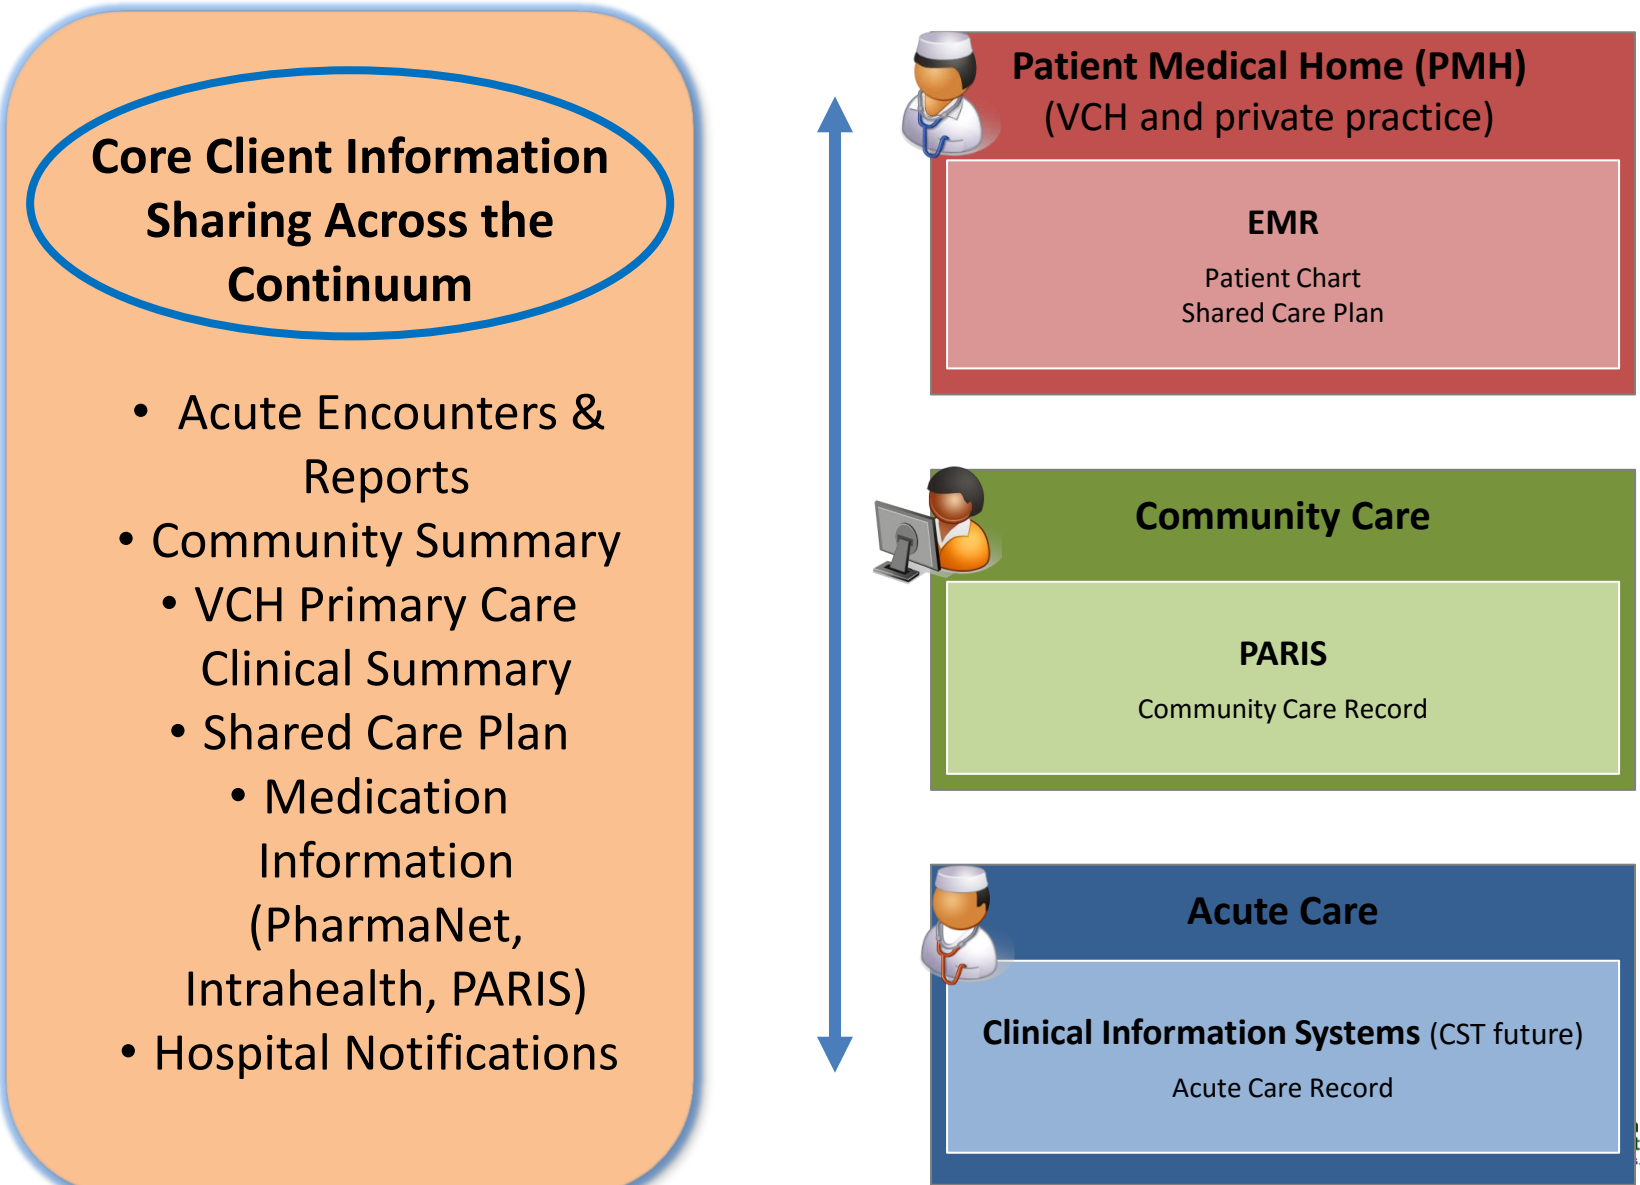 Core Client Information
Sharing Across the
Continuum
• Acute Encounters &
Reports
• Community Summary
• VCH Primary Care
Clinical Summary
• Shared Care Plan
• Medication
Information
(PharmaNet,
Intrahealth, PARIS)
• Hospital Notifications
Patient Medical Home (PMH)
(VCH and private practice)
EMR
Patient Chart
Shared Care Plan
Community Care
PARIS
Community Care Record
Acute Care
Clinical Information Systems (CST future)
Acute Care Record